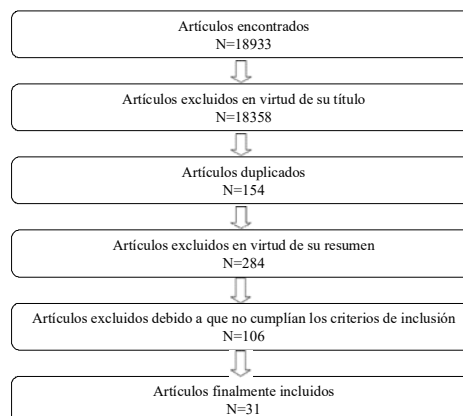 Artículos encontrados
N=18933
Artículos excluidos en virtud de su título
N=18358
Artículos duplicados
N=154
Artículos excluidos en virtud de su resumen
N=284
Artículos excluidos debido a que no cumplían los criterios de inclusión
N=106
Artículos finalmente incluidos
N=31